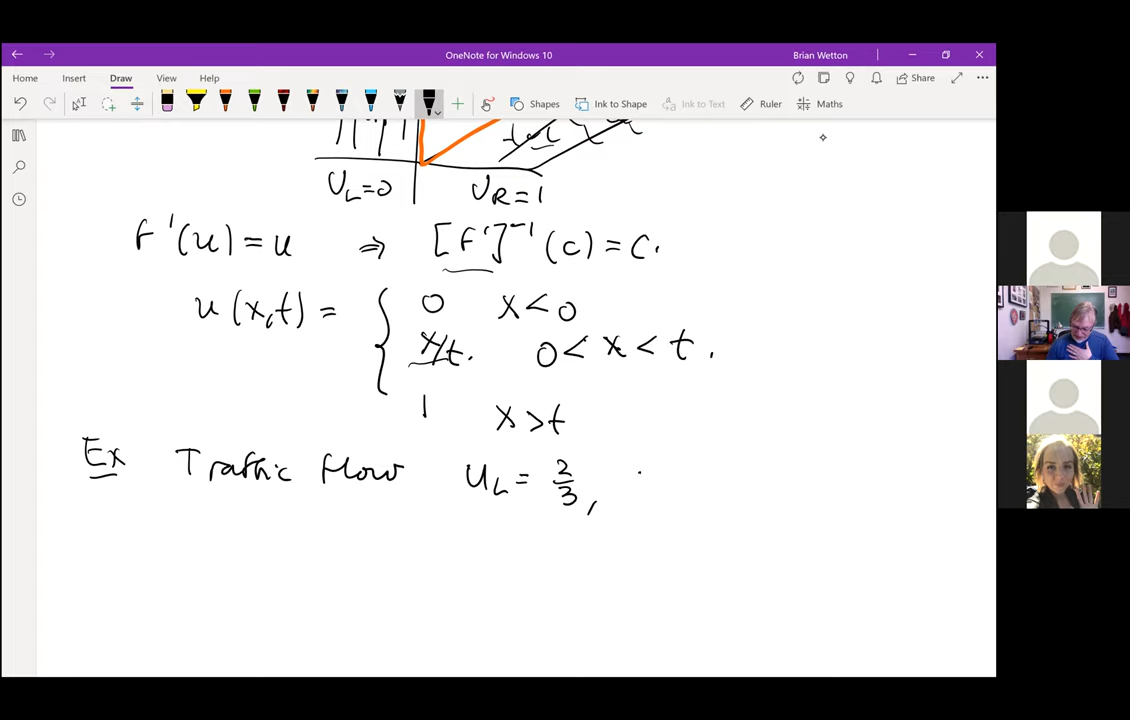 OneNote for Windows 10
Brian Wetton
Home Insert Draw View Help
Share
Shapes Ink to Shape Ink to Text Ruler Maths
U_L=0 U_R=1
f'(u) = u ⇒ [f']⁻¹(c) = c.
u(x,t) = { 0 x<0
x/t. 0 < x < t.
1 x>t
Ex Traffic flow u_L = 2/3,